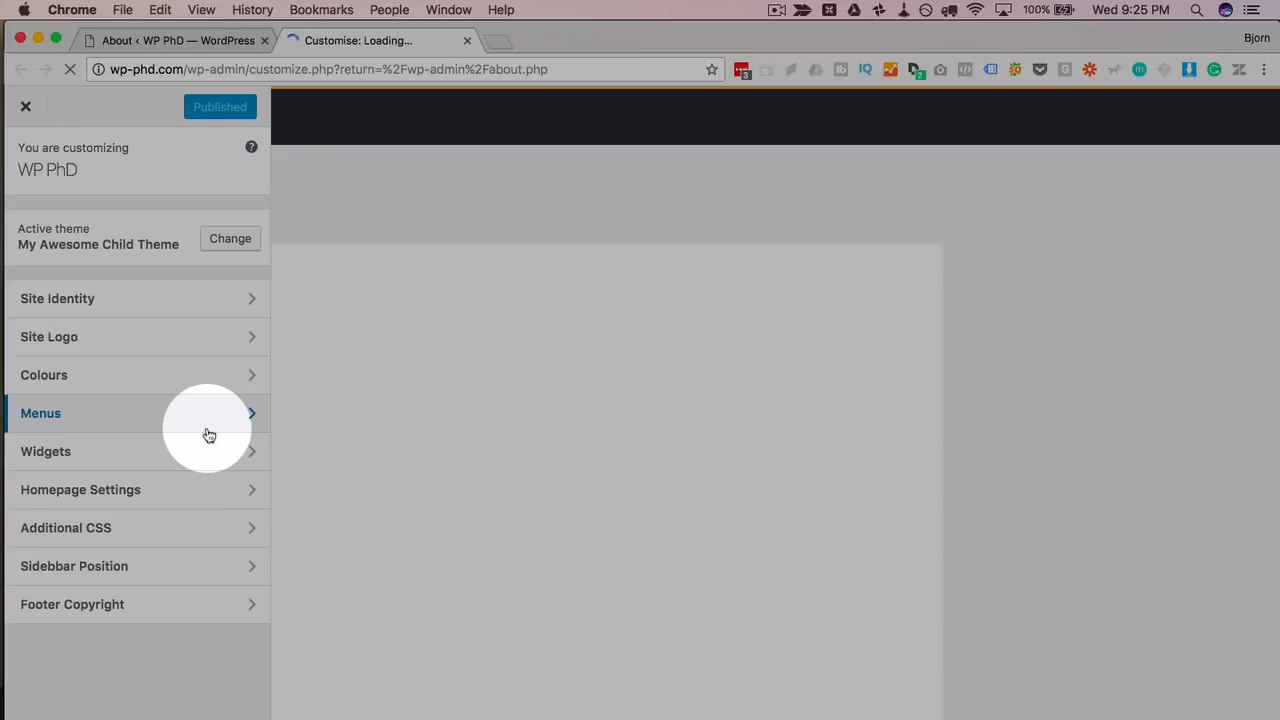 Chrome File Edit View History Bookmarks People Window Help 100% Wed 9:25 PM
About ‹ WP PhD — WordPress Customise: Loading... Bjorn
wp-phd.com/wp-admin/customize.php?return=%2Fwp-admin%2Fabout.php
Published
You are customizing
WP PhD
Active theme
My Awesome Child Theme
Change
Site Identity
Site Logo
Colours
Menus
Widgets
Homepage Settings
Additional CSS
Sidebbar Position
Footer Copyright